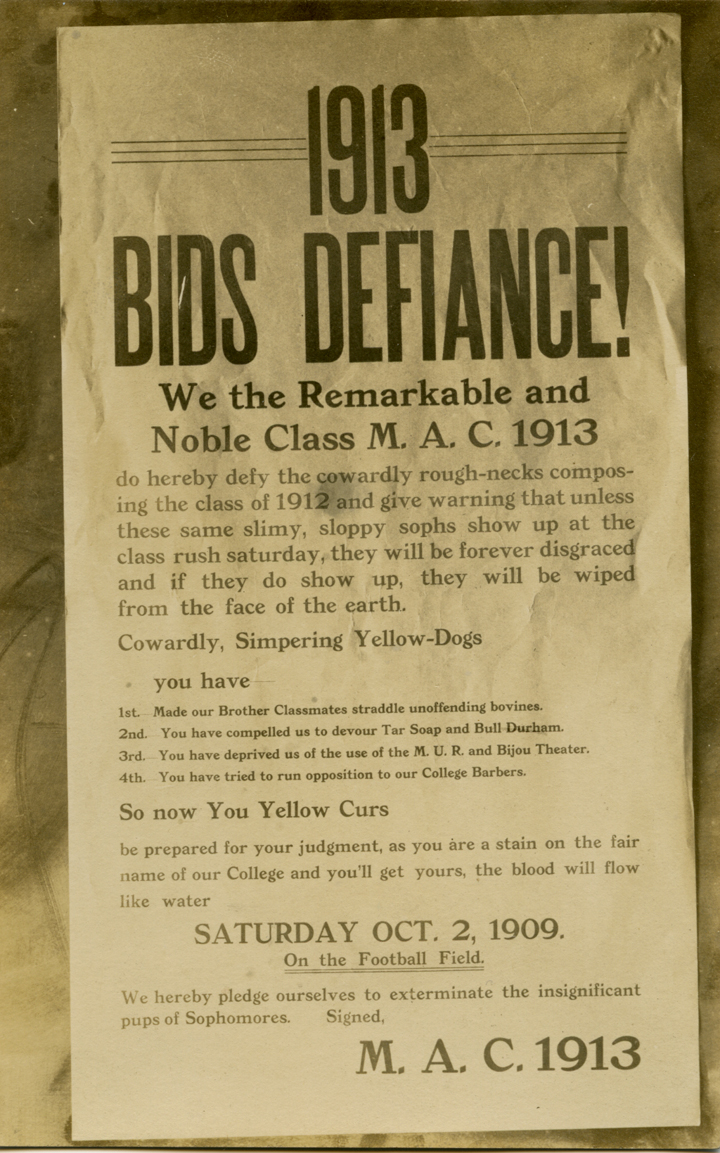 1913
BIDS DEFIANCE!
We the Remarkable and
Noble Class M. A. C. 1913
do hereby defy the cowardly rough-necks compos-
ing the class of 1912 and give warning that unless
these same slimy, sloppy sophs show up at the
class rush saturday, they will be forever disgraced
and if they do show up, they will be wiped
from the face of the earth.
Cowardly, Simpering Yellow-Dogs
you have
1st. Made our Brother Classmates straddle unoffending bovines.
2nd. You have compelled us to devour Tar Soap and Bull Durham.
3rd. You have deprived us of the use of the M. U. R. and Bijou Theater.
4th. You have tried to run opposition to our College Barbers.
So now You Yellow Curs
be prepared for your judgment, as you are a stain on the fair
name of our College and you'll get yours, the blood will flow
like water
SATURDAY OCT. 2, 1909.
On the Football Field.
We hereby pledge ourselves to exterminate the insignificant
pups of Sophomores. Signed,
M. A. C. 1913